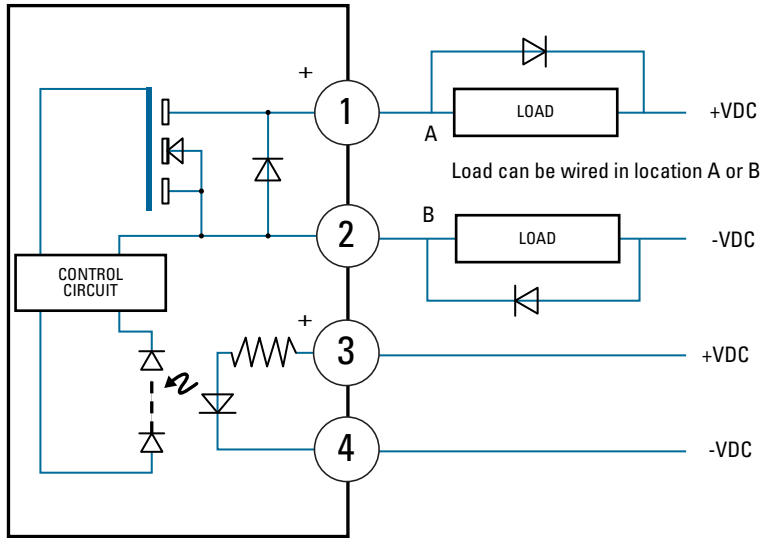 +
1
A
LOAD
+VDC
Load can be wired in location A or B
2
B
LOAD
-VDC
CONTROL
CIRCUIT
+
3
+VDC
4
-VDC